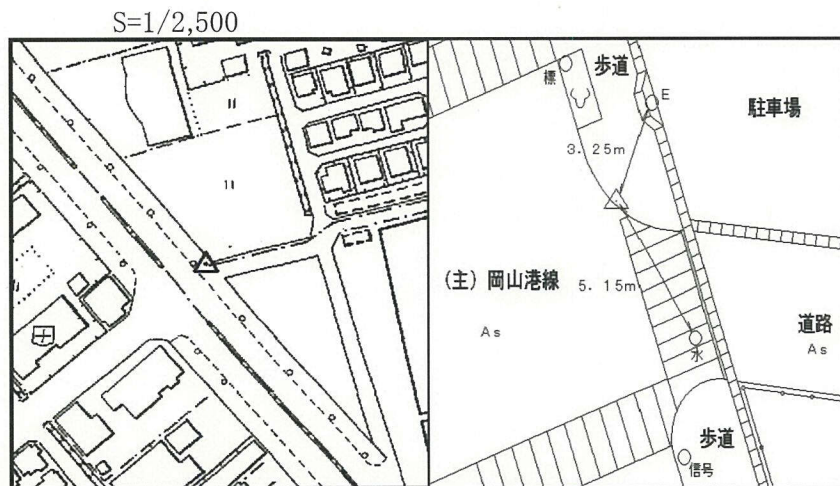 S=1/2,500
歩道
標
E
駐車場
3.25m
(主)岡山港線
5.15m
As
道路
As
水
歩道
信号